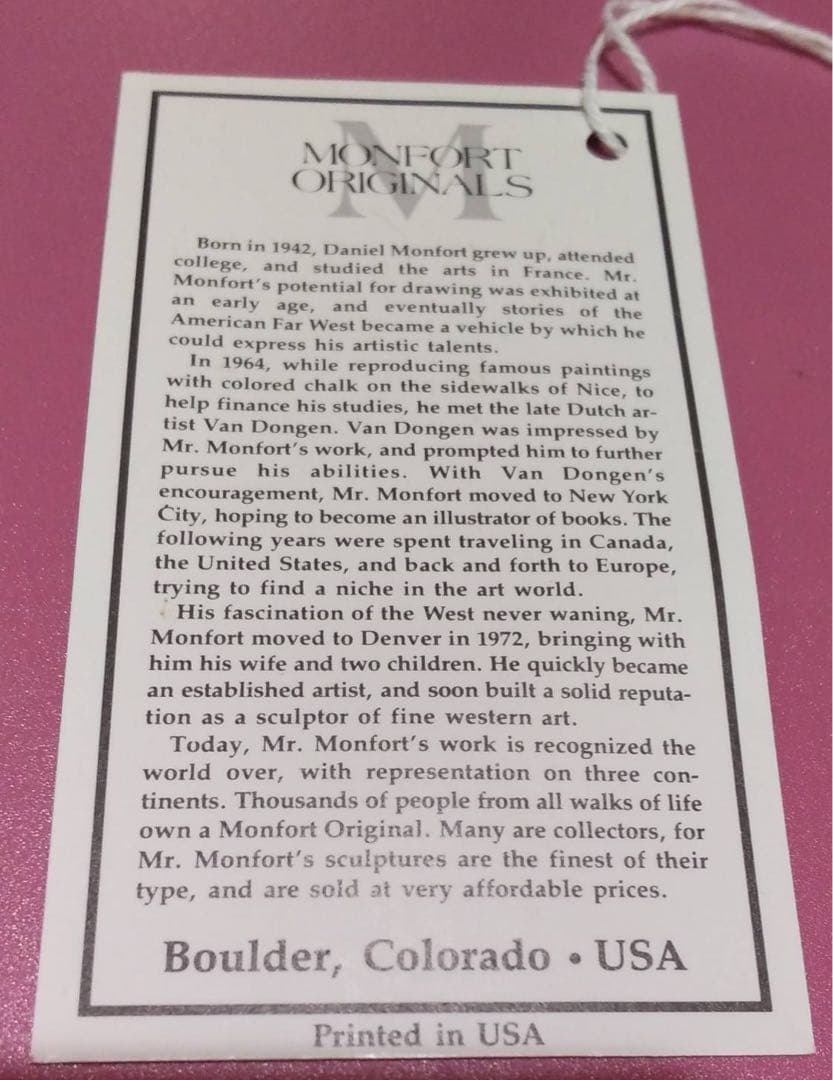 M
MONFORT
ORIGINALS
Born in 1942, Daniel Monfort grew up, attended
college, and studied the arts in France. Mr.
Monfort's potential for drawing was exhibited at
an early age, and eventually stories of the
American Far West became a vehicle by which he
could express his artistic talents.
In 1964, while reproducing famous paintings
with colored chalk on the sidewalks of Nice, to
help finance his studies, he met the late Dutch ar-
tist Van Dongen. Van Dongen was impressed by
Mr. Monfort's work, and prompted him to further
pursue his abilities. With Van Dongen's
encouragement, Mr. Monfort moved to New York
City, hoping to become an illustrator of books. The
following years were spent traveling in Canada,
the United States, and back and forth to Europe,
trying to find a niche in the art world.
His fascination of the West never waning, Mr.
Monfort moved to Denver in 1972, bringing with
him his wife and two children. He quickly became
an established artist, and soon built a solid reputa-
tion as a sculptor of fine western art.
Today, Mr. Monfort's work is recognized the
world over, with representation on three con-
tinents. Thousands of people from all walks of life
own a Monfort Original. Many are collectors, for
Mr. Monfort's sculptures are the finest of their
type, and are sold at very affordable prices.
Boulder, Colorado • USA
Printed in USA